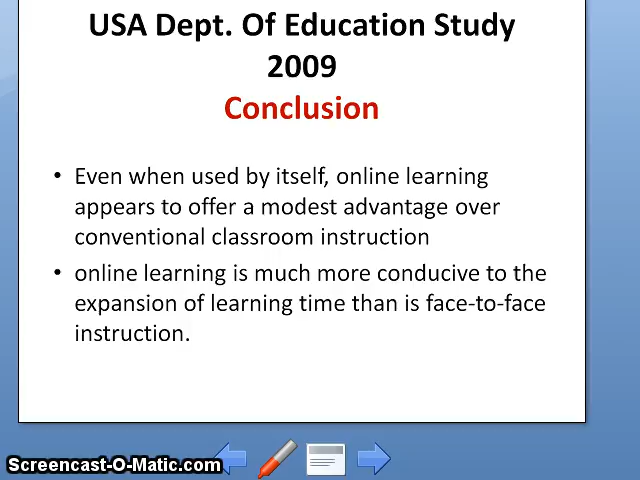 USA Dept. Of Education Study
2009
Conclusion
• Even when used by itself, online learning
appears to offer a modest advantage over
conventional classroom instruction
• online learning is much more conducive to the
expansion of learning time than is face-to-face
instruction.
Screencast-O-Matic.com